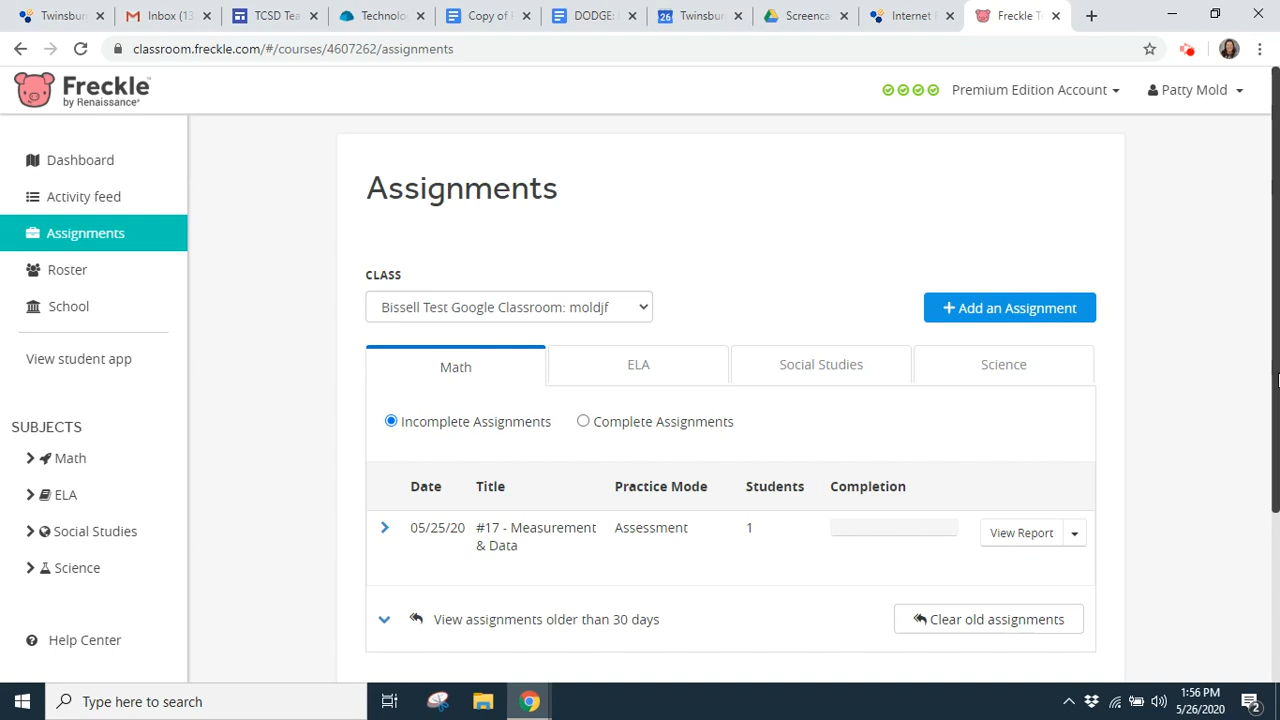 Twinsbur
Inbox (13
TCSD Tea
Technolo
Copy of P
DODGE:
26 Twinsbur
Screenca
Internet A
Freckle Te
classroom.freckle.com/#/courses/4607262/assignments
Freckle
by Renaissance
Premium Edition Account
Patty Mold
Dashboard
Activity feed
Assignments
Roster
School
View student app
SUBJECTS
Math
ELA
Social Studies
Science
Help Center
Assignments
CLASS
Bissell Test Google Classroom: moldjf
+ Add an Assignment
Math ELA Social Studies Science
Incomplete Assignments Complete Assignments
Date Title Practice Mode Students Completion
05/25/20 #17 - Measurement Assessment 1 View Report
& Data
View assignments older than 30 days Clear old assignments
Type here to search
1:56 PM
5/26/2020
2